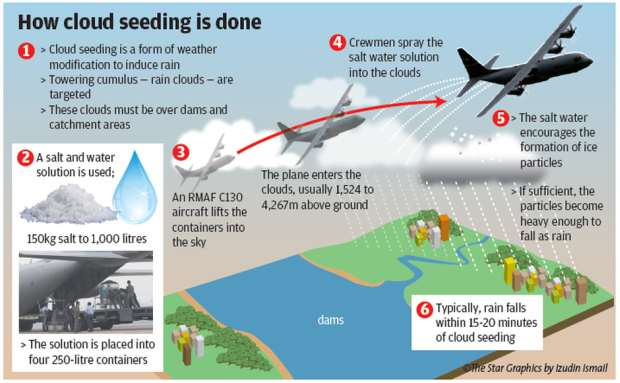 How cloud seeding is done
1 > Cloud seeding is a form of weather
modification to induce rain
> Towering cumulus – rain clouds – are
targeted
> These clouds must be over dams and
catchment areas
2 A salt and water
solution is used;
150kg salt to 1,000 litres
> The solution is placed into
four 250-litre containers
3
An RMAF C130
aircraft lifts the
containers into
the sky
The plane enters the
clouds, usually 1,524 to
4,267m above ground
4 Crewmen spray the
salt water solution
into the clouds
5 > The salt water
encourages the
formation of ice
particles
> If sufficient, the
particles become
heavy enough to
fall as rain
dams
6 Typically, rain falls
within 15-20 minutes
of cloud seeding
©The Star Graphics by Izudin Ismail